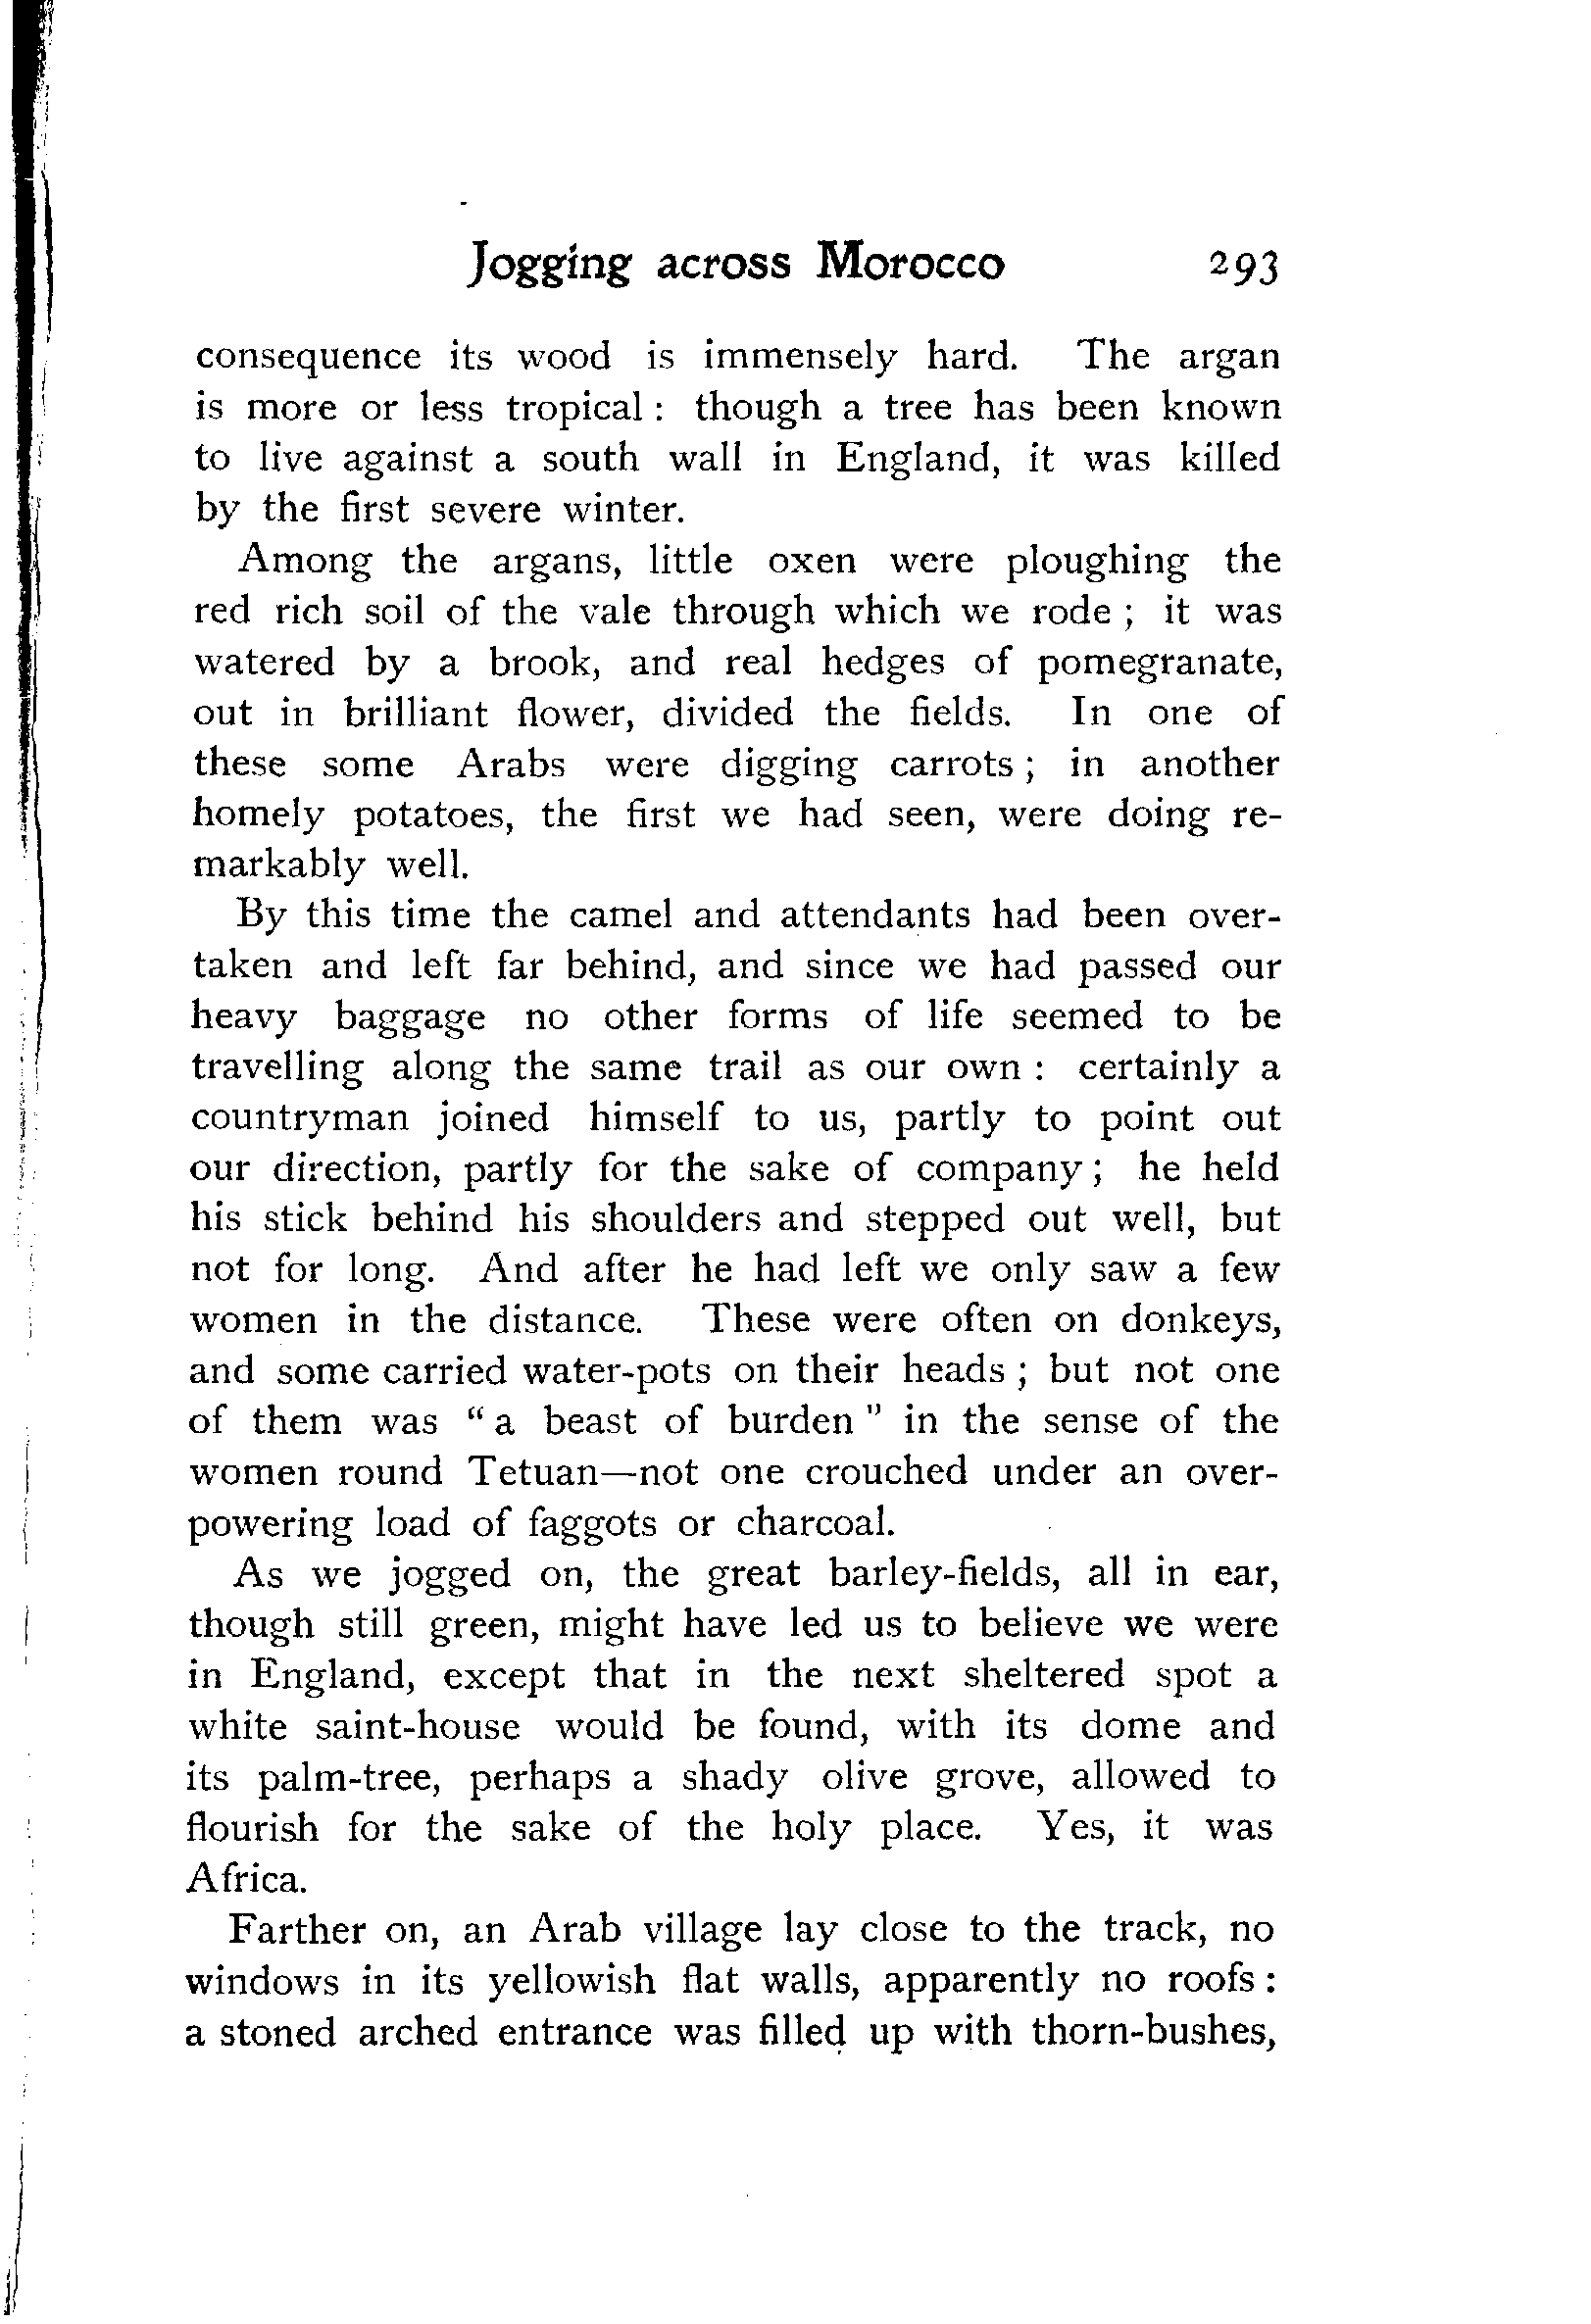 Jogging across Morocco 293
consequence its wood is immensely hard. The argan
is more or less tropical : though a tree has been known
to live against a south wall in England, it was killed
by the first severe winter.
Among the argans, little oxen were ploughing the
red rich soil of the vale through which we rode ; it was
watered by a brook, and real hedges of pomegranate,
out in brilliant flower, divided the fields. In one of
these some Arabs were digging carrots ; in another
homely potatoes, the first we had seen, were doing re-
markably well.
By this time the camel and attendants had been over-
taken and left far behind, and since we had passed our
heavy baggage no other forms of life seemed to be
travelling along the same trail as our own : certainly a
countryman joined himself to us, partly to point out
our direction, partly for the sake of company ; he held
his stick behind his shoulders and stepped out well, but
not for long. And after he had left we only saw a few
women in the distance. These were often on donkeys,
and some carried water-pots on their heads ; but not one
of them was “ a beast of burden ” in the sense of the
women round Tetuan—not one crouched under an over-
powering load of faggots or charcoal.
As we jogged on, the great barley-fields, all in ear,
though still green, might have led us to believe we were
in England, except that in the next sheltered spot a
white saint-house would be found, with its dome and
its palm-tree, perhaps a shady olive grove, allowed to
flourish for the sake of the holy place. Yes, it was
Africa.
Farther on, an Arab village lay close to the track, no
windows in its yellowish flat walls, apparently no roofs :
a stoned arched entrance was filled up with thorn-bushes,